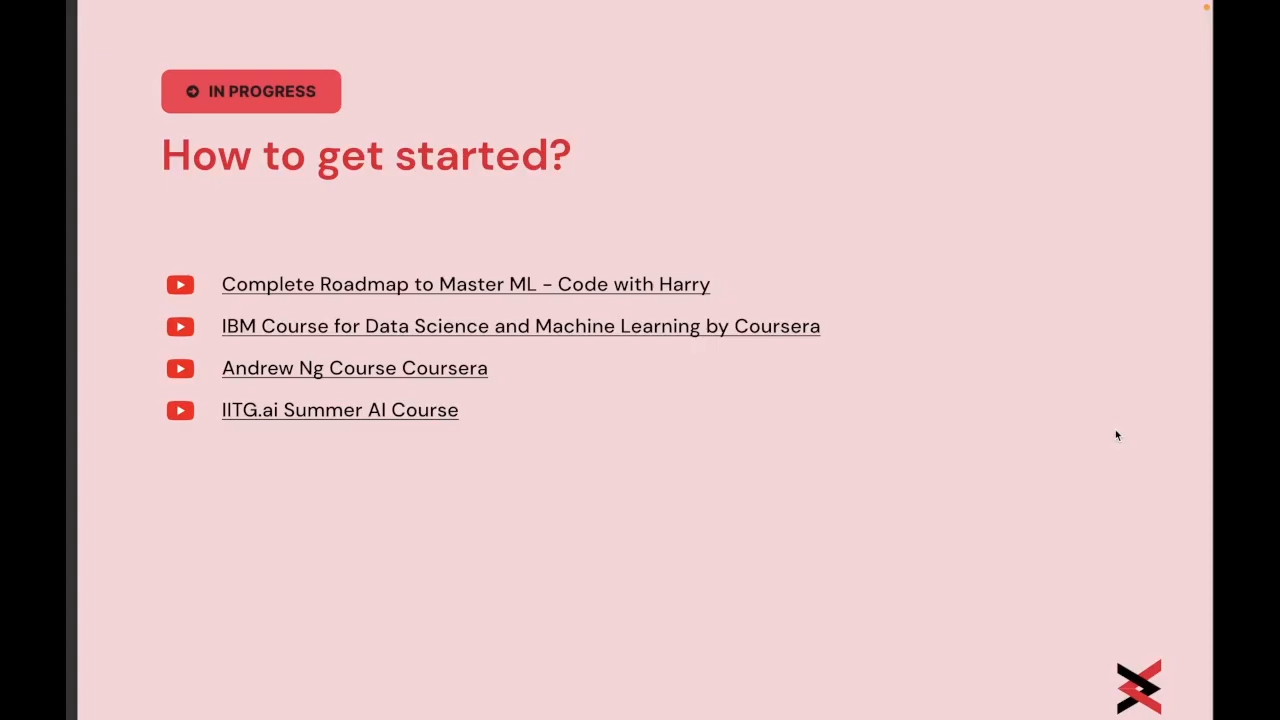 IN PROGRESS
How to get started?
Complete Roadmap to Master ML - Code with Harry
IBM Course for Data Science and Machine Learning by Coursera
Andrew Ng Course Coursera
IITG.ai Summer AI Course